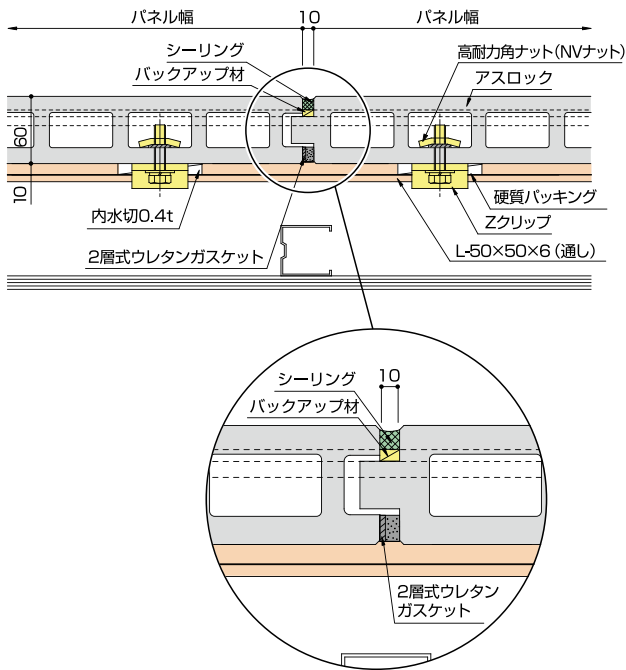 パネル幅
10
パネル幅
シーリング
バックアップ材
高耐力角ナット(NVナット)
アスロック
60
10
内水切0.4t
硬質パッキング
Zクリップ
2層式ウレタンガスケット
L-50×50×6(通し)
10
シーリング
バックアップ材
2層式ウレタン
ガスケット